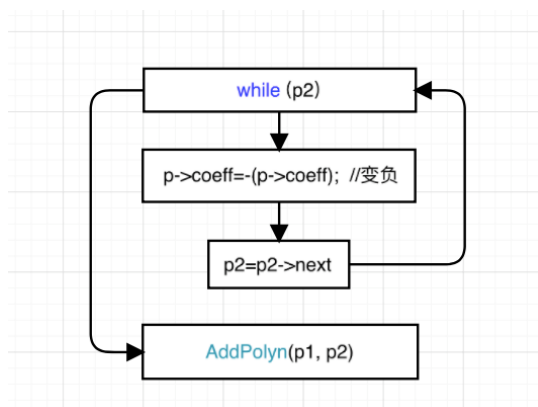 while (p2)
p->coeff=-(p->coeff);  //变负
p2=p2->next
AddPolyn(p1, p2)